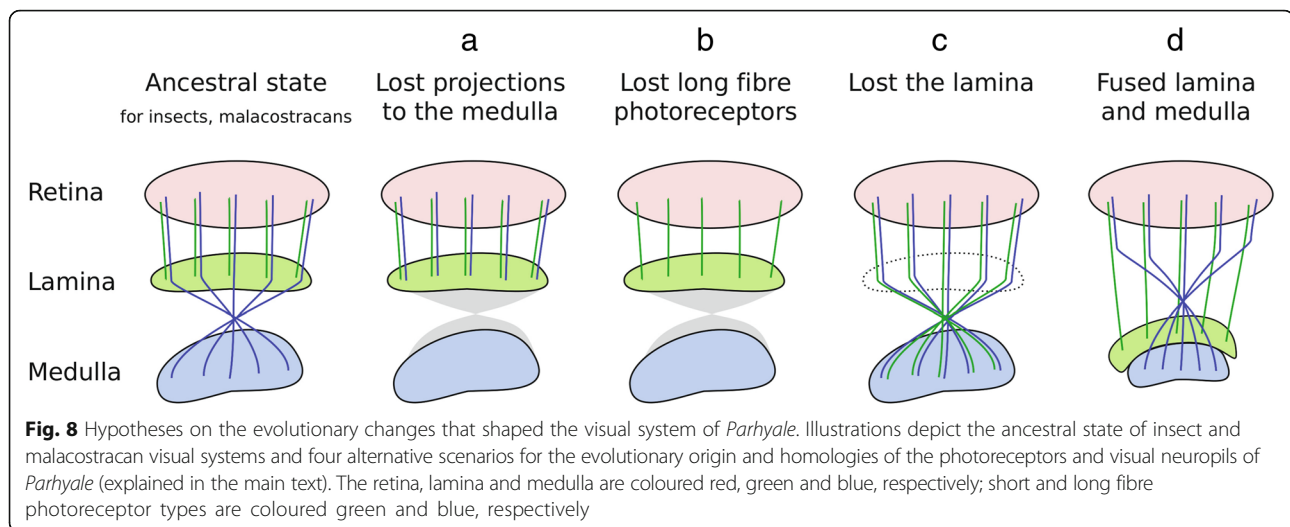 a
b
c
d
Ancestral state
for insects, malacostracans
Lost projections
to the medulla
Lost long fibre
photoreceptors
Lost the lamina
Fused lamina
and medulla
Retina
Lamina
Medulla
Fig. 8 Hypotheses on the evolutionary changes that shaped the visual system of Parhyale. Illustrations depict the ancestral state of insect and
malacostracan visual systems and four alternative scenarios for the evolutionary origin and homologies of the photoreceptors and visual neuropils of
Parhyale (explained in the main text). The retina, lamina and medulla are coloured red, green and blue, respectively; short and long fibre
photoreceptor types are coloured green and blue, respectively